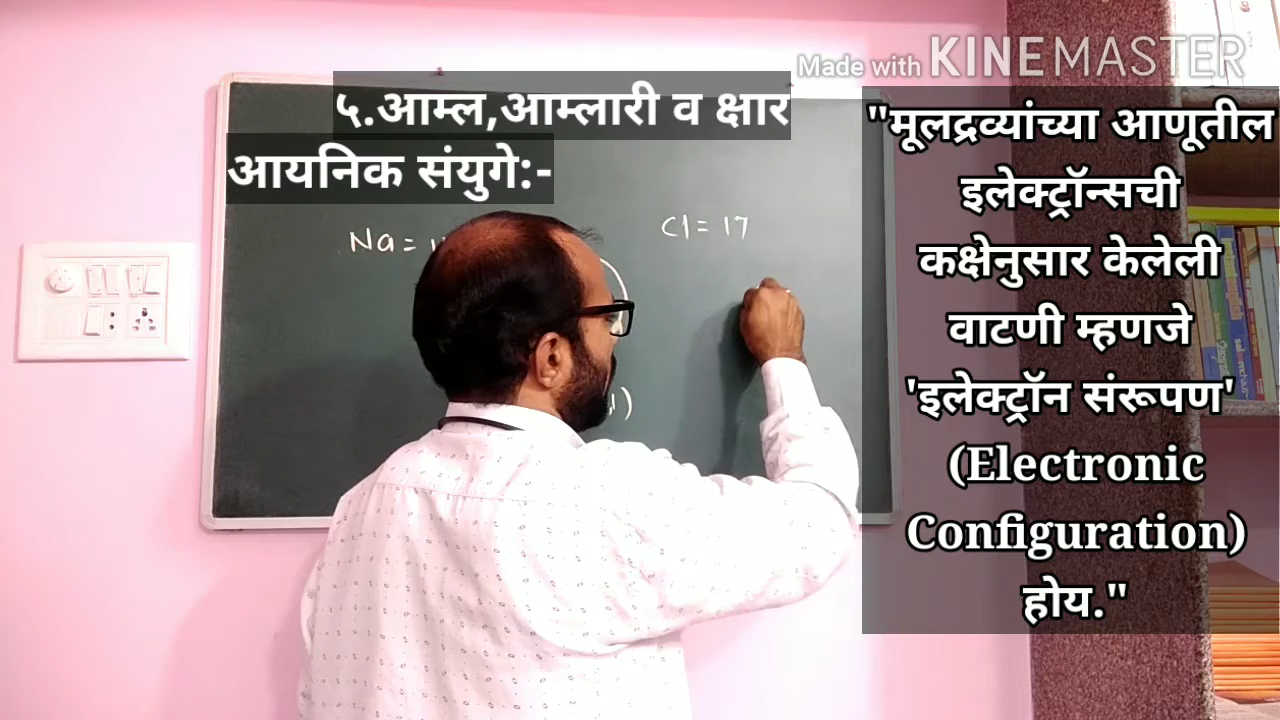 Made with KINEMASTER
५.आम्ल,आम्लारी व क्षार
आयनिक संयुगे:-
"मूलद्रव्यांच्या आणूतील
इलेक्ट्रॉन्सची
कक्षेनुसार केलेली
वाटणी म्हणजे
'इलेक्ट्रॉन संरूपण'
(Electronic
Configuration)
होय."
Na =
Cl = 17